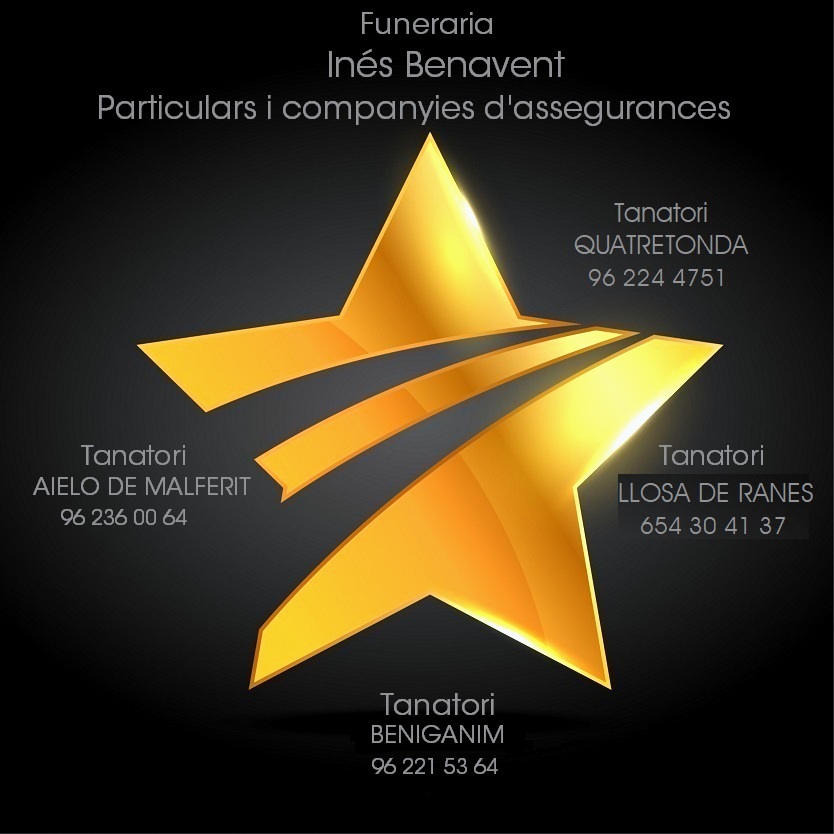 Funeraria
Inés Benavent
Particulars i companyies d'assegurances
Tanatori
QUATRETONDA
96 224 4751
Tanatori
AIELO DE MALFERIT
96 236 00 64
Tanatori
LLOSA DE RANES
654 30 41 37
Tanatori
BENIGANIM
96 221 53 64